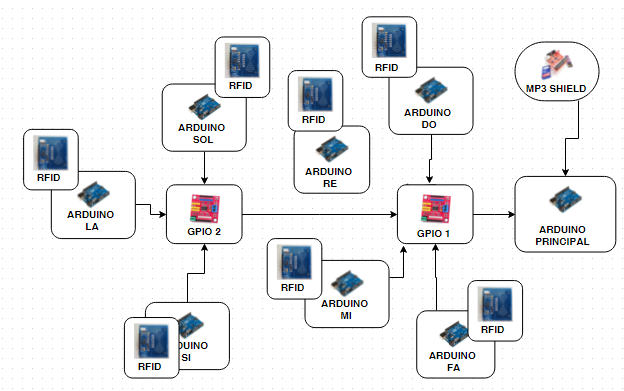 RFID
ARDUINO
SOL
RFID
ARDUINO
DO
MP3 SHIELD
RFID
ARDUINO
RE
RFID
ARDUINO
LA
GPIO 2
GPIO 1
ARDUINO
PRINCIPAL
RFID
ARDUINO
MI
RFID
ARDUINO
FA
RFID
DUINO
SI